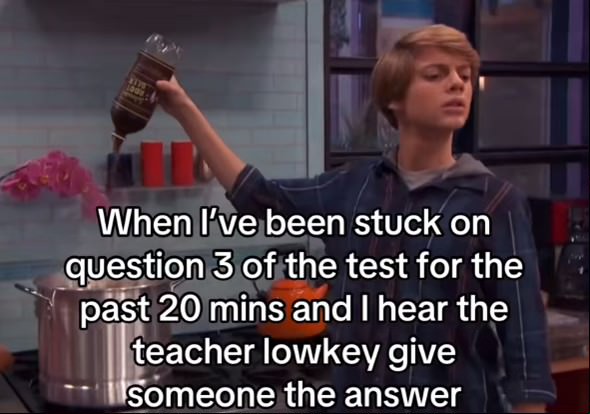 When I've been stuck on
question 3 of the test for the
past 20 mins and I hear the
teacher lowkey give
someone the answer